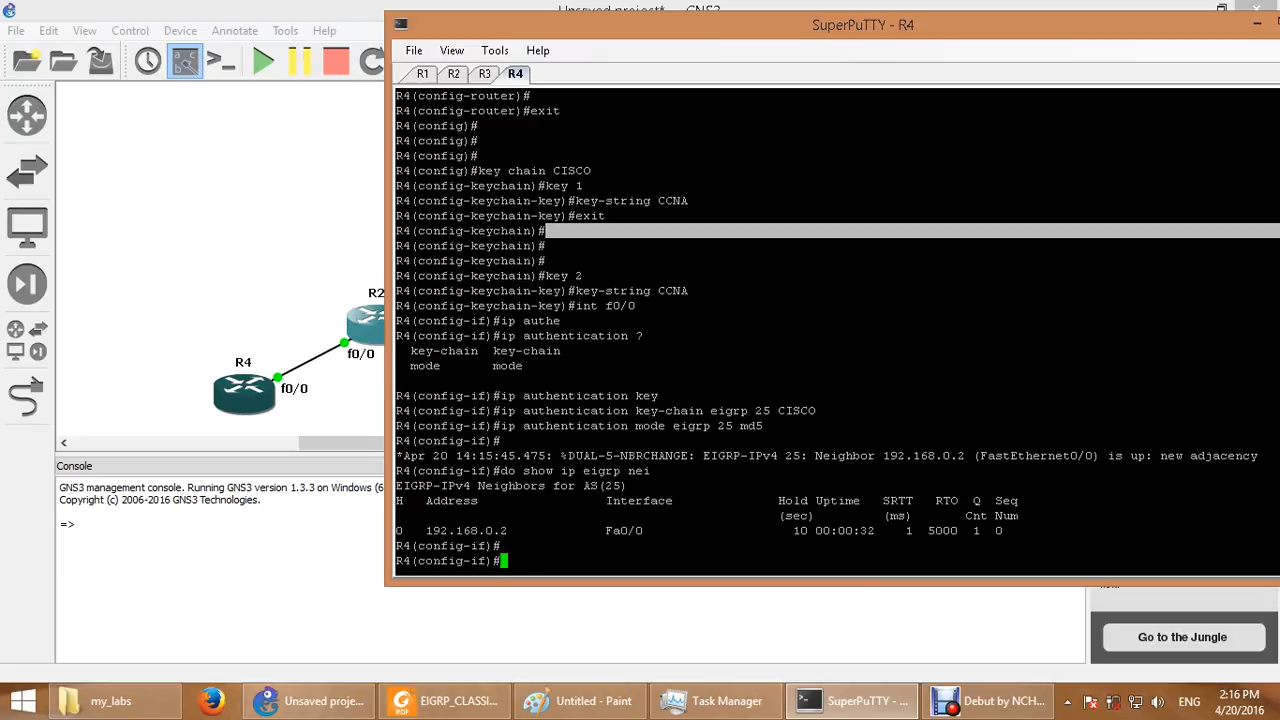 Unsaved project* — GNS3
File Edit View Control Device Annotate Tools Help
SuperPuTTY - R4
File View Tools Help
R1 R2 R3 R4
R4(config-router)#
R4(config-router)#exit
R4(config)#
R4(config)#
R4(config)#
R4(config)#key chain CISCO
R4(config-keychain)#key 1
R4(config-keychain-key)#key-string CCNA
R4(config-keychain-key)#exit
R4(config-keychain)#
R4(config-keychain)#
R4(config-keychain)#
R4(config-keychain)#key 2
R4(config-keychain-key)#key-string CCNA
R4(config-keychain-key)#int f0/0
R4(config-if)#ip authe
R4(config-if)#ip authentication ?
key-chain key-chain
mode mode
R4(config-if)#ip authentication key
R4(config-if)#ip authentication key-chain eigrp 25 CISCO
R4(config-if)#ip authentication mode eigrp 25 md5
R4(config-if)#
*Apr 20 14:15:45.475: %DUAL-5-NBRCHANGE: EIGRP-IPv4 25: Neighbor 192.168.0.2 (FastEthernet0/0) is up: new adjacency
R4(config-if)#do show ip eigrp nei
EIGRP-IPv4 Neighbors for AS(25)
H Address Interface Hold Uptime SRTT RTO Q Seq
(sec) (ms) Cnt Num
0 192.168.0.2 Fa0/0 10 00:00:32 1 5000 1 0
R4(config-if)#
R4(config-if)#
R2
f0/0
R4
f0/0
Console
GNS3 management console. Running GNS3 version 1.3.3 on Windows (6
Copyright (c) 2006-2016 GNS3 Technologies.
=>
Go to the Jungle
my_labs
Unsaved proje...
EIGRP_CLASSI...
Untitled - Paint
Task Manager
SuperPuTTY - ...
Debut by NCH...
ENG
2:16 PM
4/20/2016